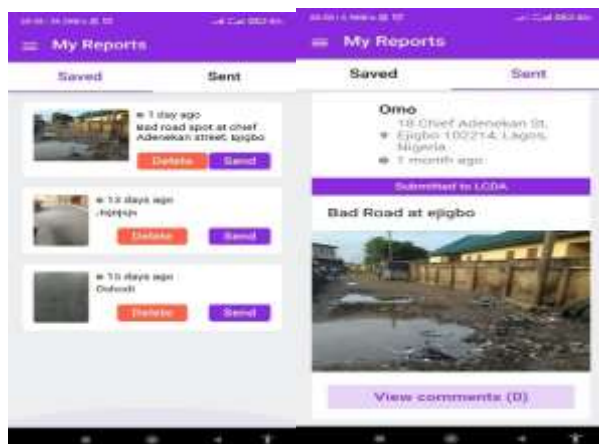 My Reports
Saved Sent
1 day ago
Bad road spot at chief
Adenekan street, Ejigbo
Delete Send
13 days ago
Delete Send
15 days ago
Delete Send
My Reports
Saved Sent
Omo
18 Chief Adenekan St,
Ejigbo 102214, Lagos,
Nigeria
1 month ago
Submitted to LCDA
Bad Road at ejigbo
View comments (0)